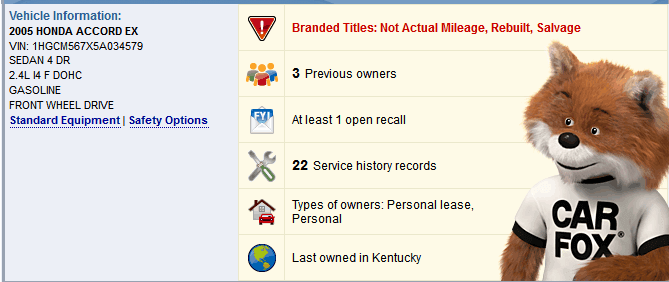 Vehicle Information:
2005 HONDA ACCORD EX
VIN: 1HGCM567X5A034579
SEDAN 4 DR
2.4L I4 F DOHC
GASOLINE
FRONT WHEEL DRIVE
Standard Equipment | Safety Options
Branded Titles: Not Actual Mileage, Rebuilt, Salvage
3 Previous owners
FYI
At least 1 open recall
22 Service history records
Types of owners: Personal lease,
Personal
Last owned in Kentucky
CAR
FOX®